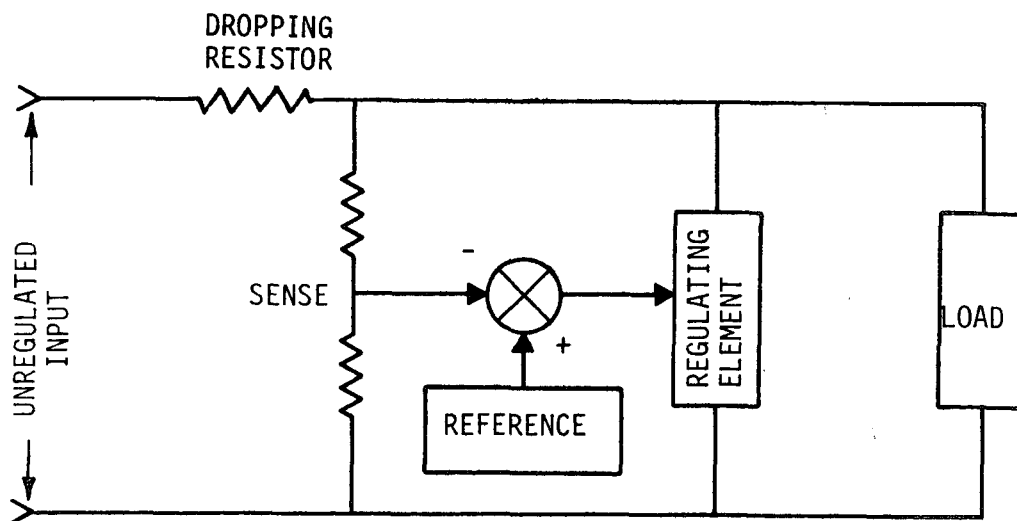 DROPPING
RESISTOR
UNREGULATED
INPUT
-
SENSE
+
REFERENCE
REGULATING
ELEMENT
LOAD